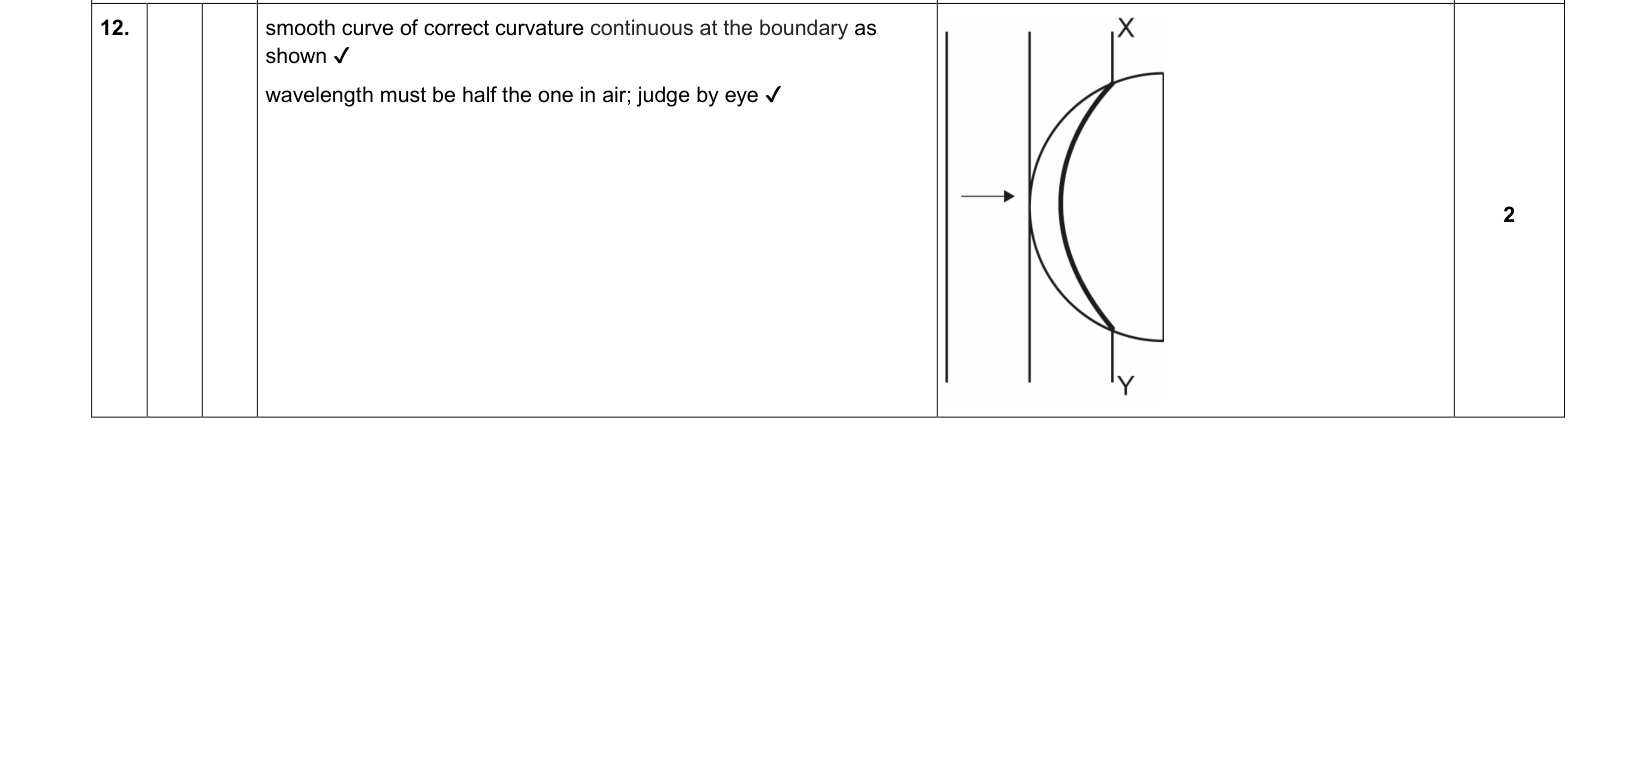 12.
smooth curve of correct curvature continuous at the boundary as
shown ✓
wavelength must be half the one in air; judge by eye ✓
X
Y
2